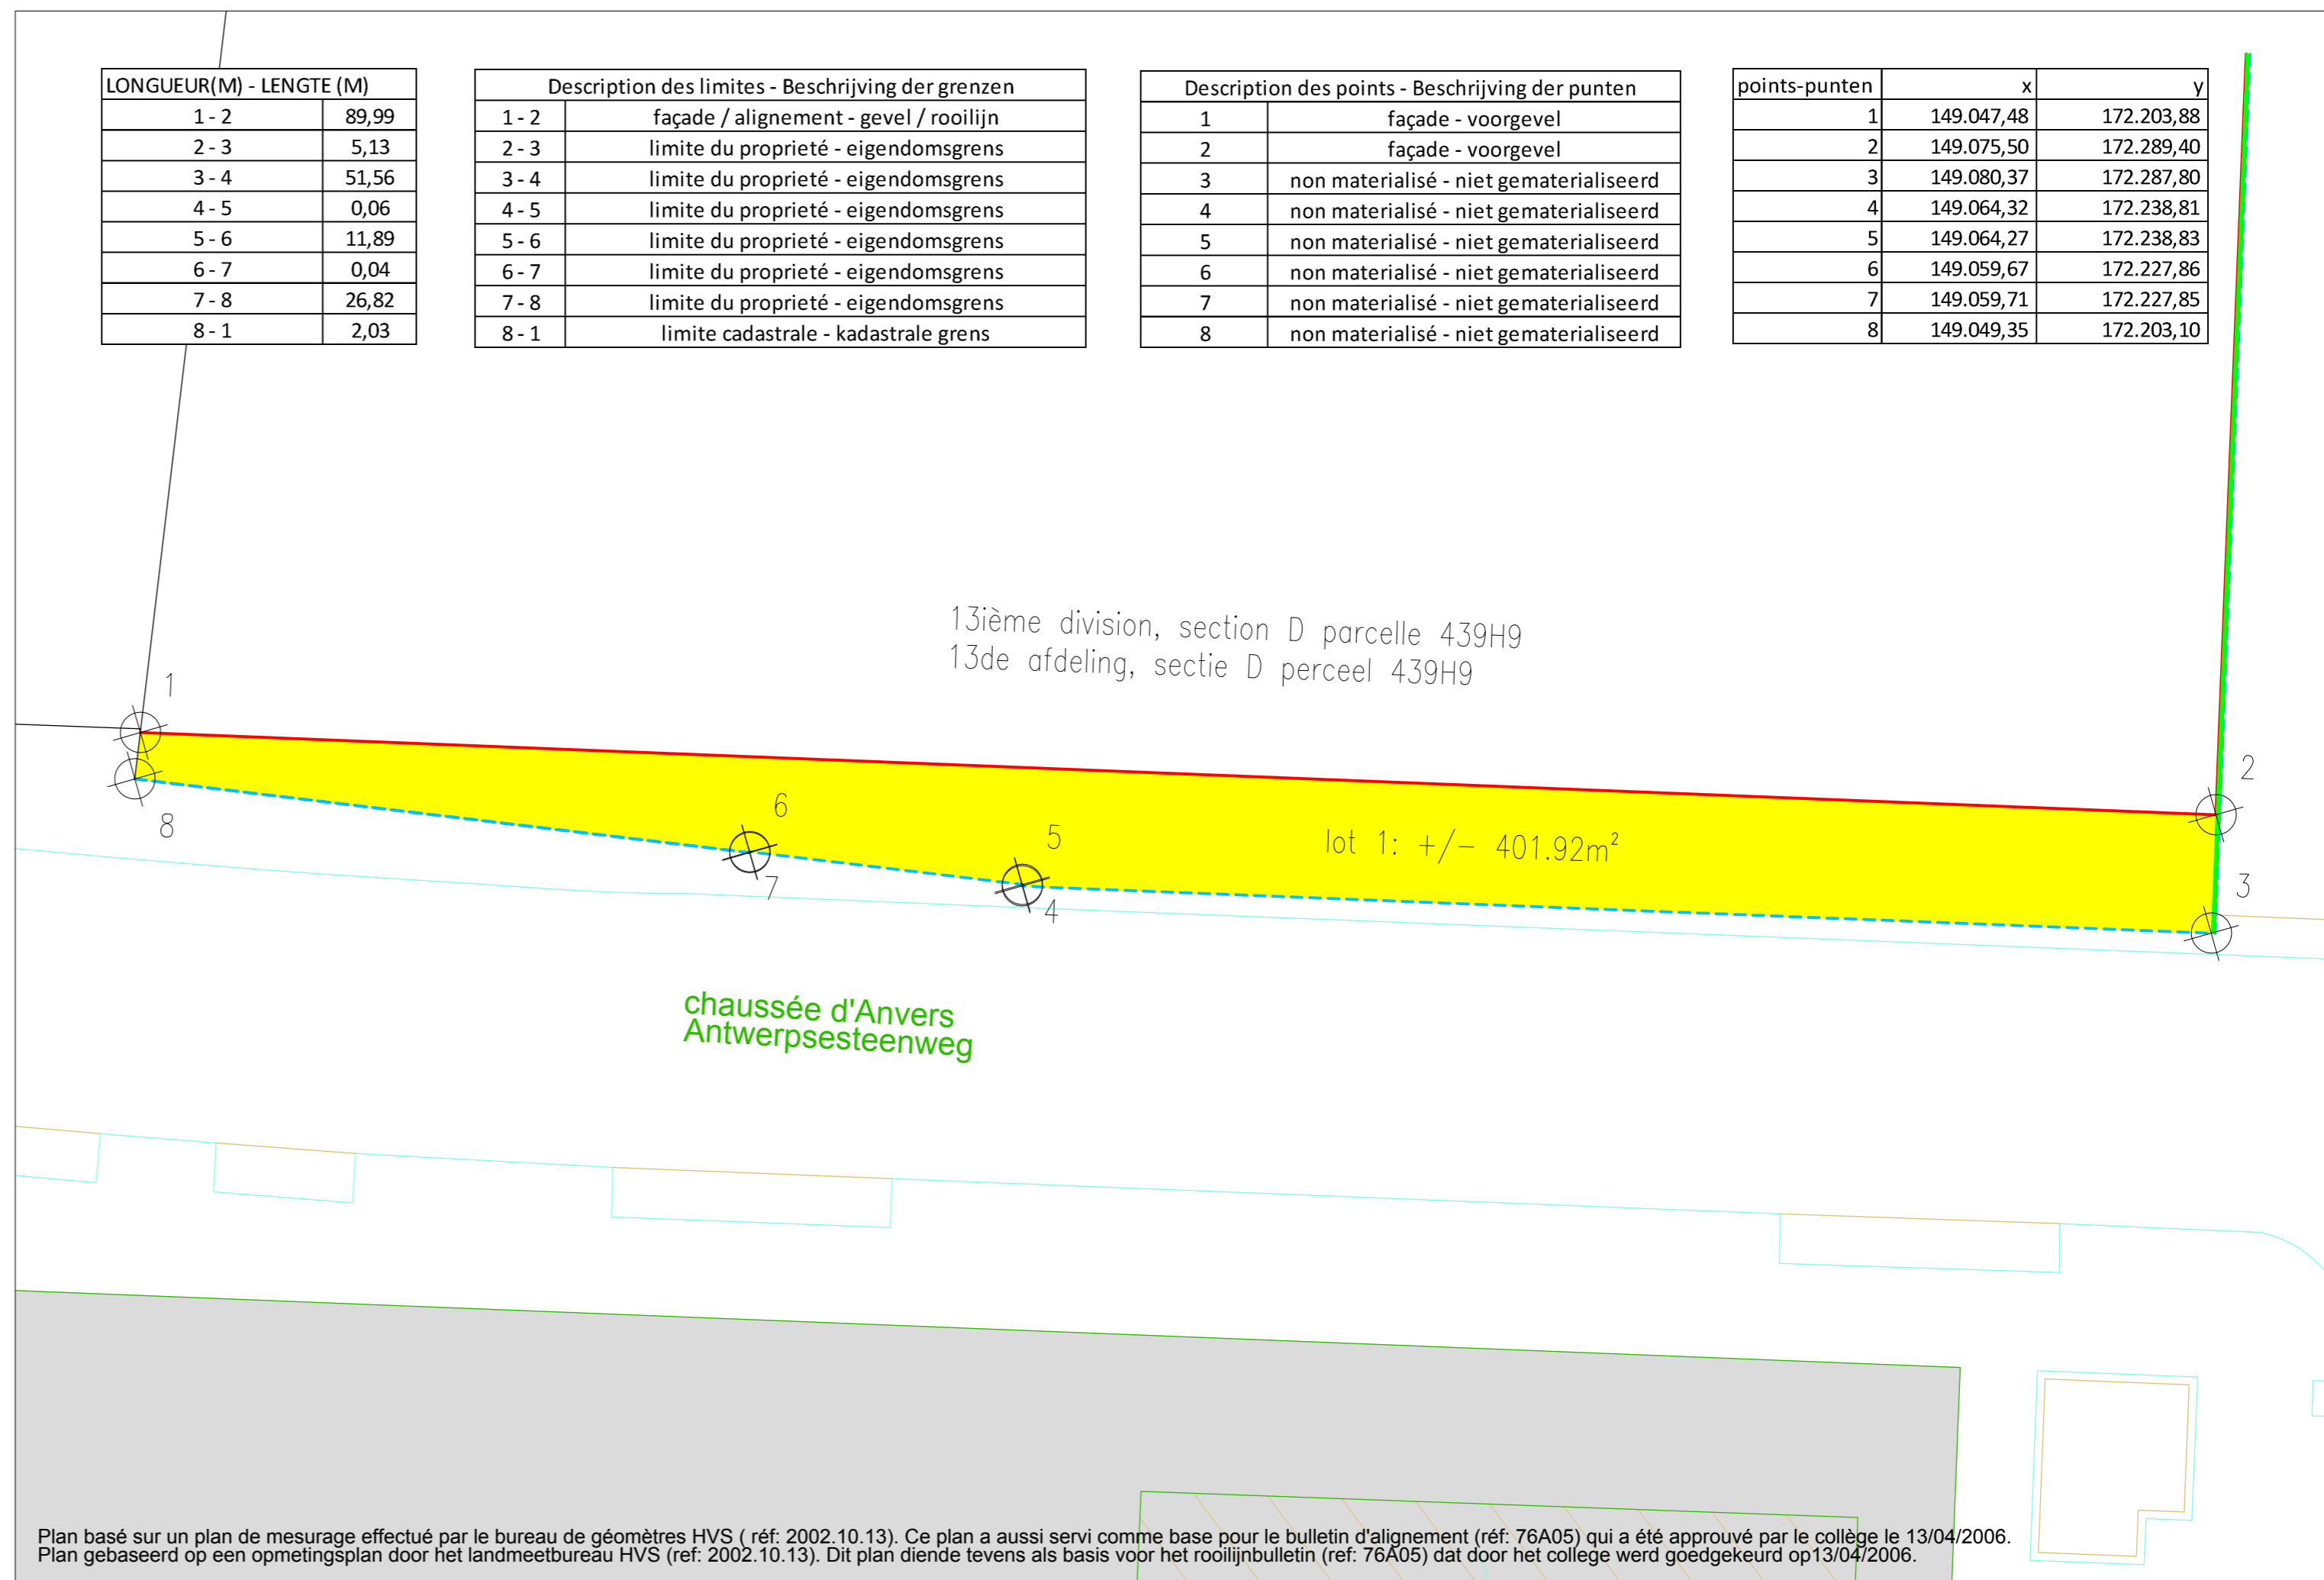 LONGUEUR(M) - LENGTE (M)
1 - 2 89,99
2 - 3 5,13
3 - 4 51,56
4 - 5 0,06
5 - 6 11,89
6 - 7 0,04
7 - 8 26,82
8 - 1 2,03
Description des limites - Beschrijving der grenzen
1 - 2 façade / alignement - gevel / rooilijn
2 - 3 limite du proprieté - eigendomsgrens
3 - 4 limite du proprieté - eigendomsgrens
4 - 5 limite du proprieté - eigendomsgrens
5 - 6 limite du proprieté - eigendomsgrens
6 - 7 limite du proprieté - eigendomsgrens
7 - 8 limite du proprieté - eigendomsgrens
8 - 1 limite cadastrale - kadastrale grens
Description des points - Beschrijving der punten
1 façade - voorgevel
2 façade - voorgevel
3 non materialisé - niet gematerialiseerd
4 non materialisé - niet gematerialiseerd
5 non materialisé - niet gematerialiseerd
6 non materialisé - niet gematerialiseerd
7 non materialisé - niet gematerialiseerd
8 non materialisé - niet gematerialiseerd
points-punten x y
1 149.047,48 172.203,88
2 149.075,50 172.289,40
3 149.080,37 172.287,80
4 149.064,32 172.238,81
5 149.064,27 172.238,83
6 149.059,67 172.227,86
7 149.059,71 172.227,85
8 149.049,35 172.203,10
13ième division, section D parcelle 439H9
13de afdeling, sectie D perceel 439H9
1
2
6
8
5
lot 1: +/- 401.92m²
7
4
3
chaussée d'Anvers
Antwerpsesteenweg
Plan basé sur un plan de mesurage effectué par le bureau de géomètres HVS ( réf: 2002.10.13). Ce plan a aussi servi comme base pour le bulletin d'alignement (réf: 76A05) qui a été approuvé par le collège le 13/04/2006.
Plan gebaseerd op een opmetingsplan door het landmeetbureau HVS (ref: 2002.10.13). Dit plan diende tevens als basis voor het rooilijnbulletin (ref: 76A05) dat door het college werd goedgekeurd op13/04/2006.